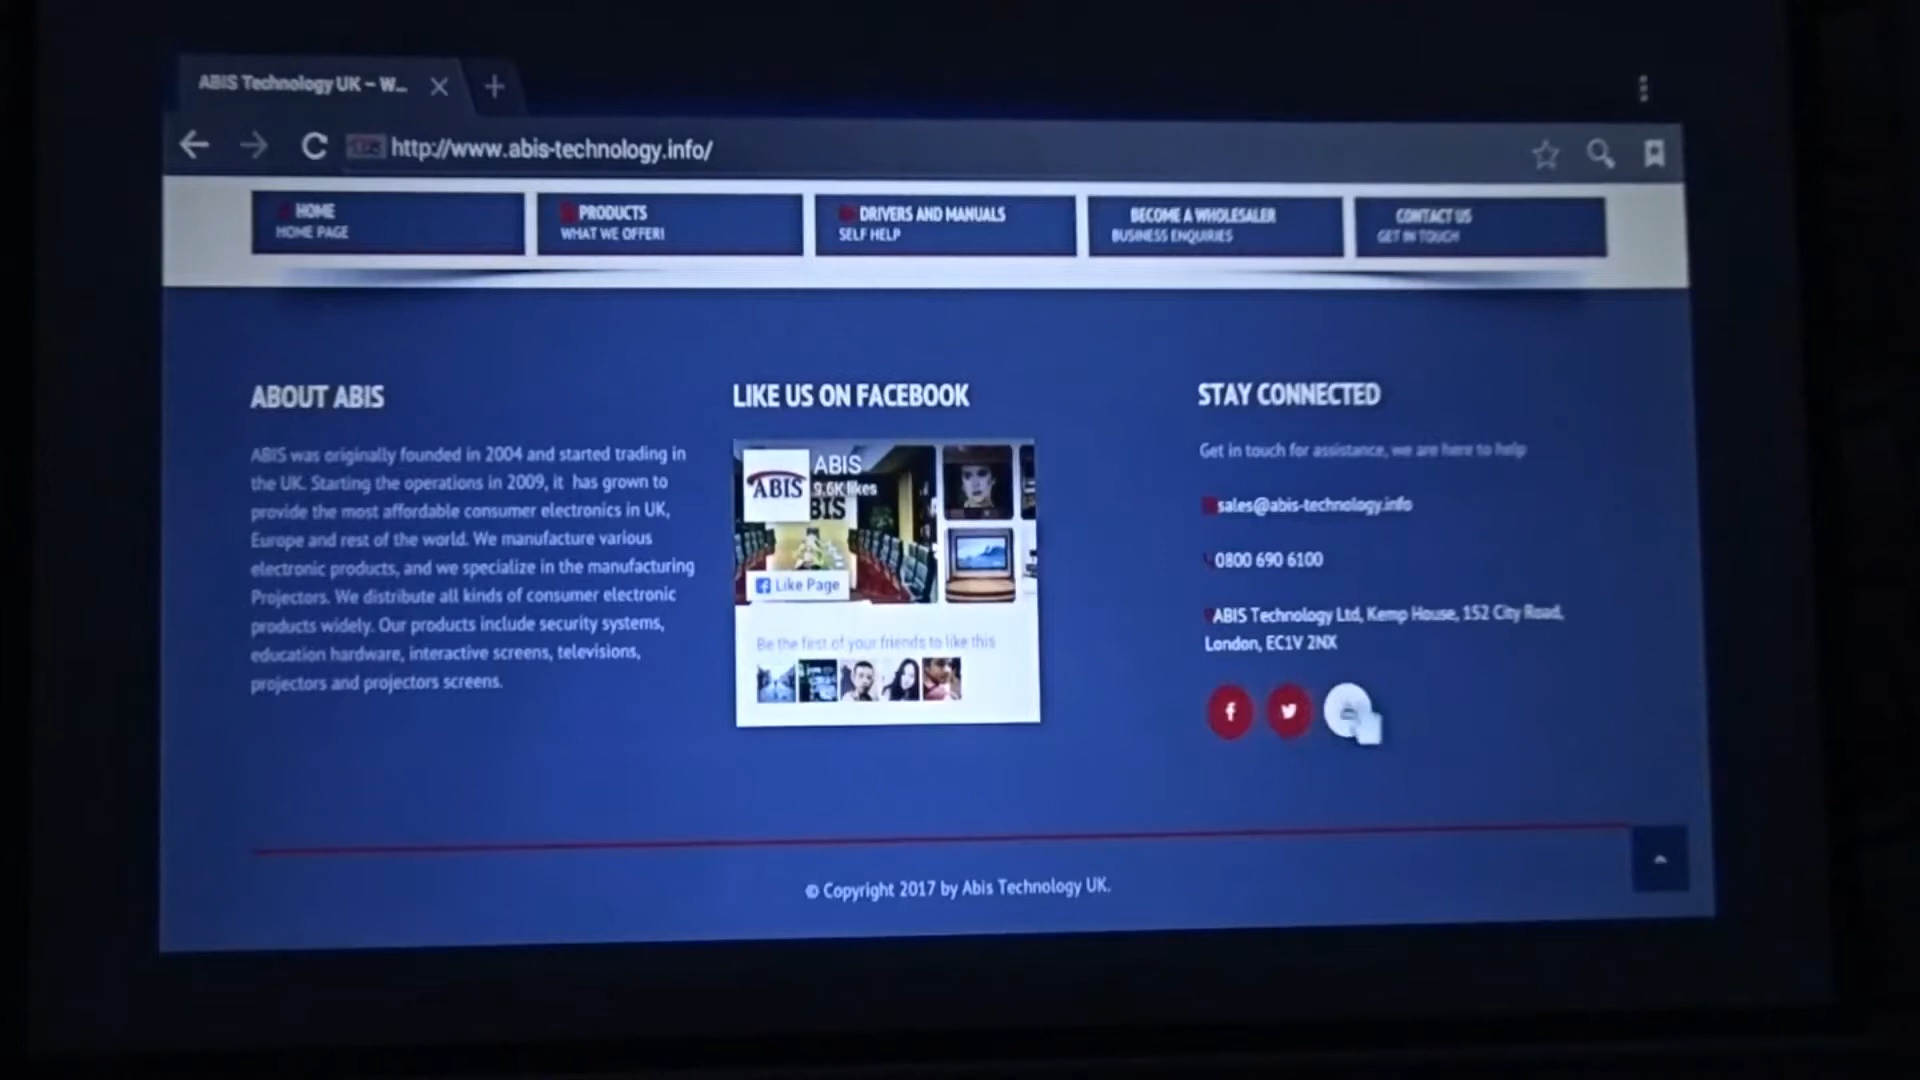 ABIS Technology UK – W...
http://www.abis-technology.info/
HOME
HOME PAGE
PRODUCTS
WHAT WE OFFER!
DRIVERS AND MANUALS
SELF HELP
BECOME A WHOLESALER
BUSINESS ENQUIRIES
CONTACT US
GET IN TOUCH
ABOUT ABIS
ABIS was originally founded in 2004 and started trading in
the UK. Starting the operations in 2009, it has grown to
provide the most affordable consumer electronics in UK,
Europe and rest of the world. We manufacture various
electronic products, and we specialize in the manufacturing
Projectors. We distribute all kinds of consumer electronic
products widely. Our products include security systems,
education hardware, interactive screens, televisions,
projectors and projectors screens.
LIKE US ON FACEBOOK
ABIS
ABIS
9.6K likes
BIS
Like Page
Be the first of your friends to like this
STAY CONNECTED
Get in touch for assistance, we are here to help
sales@abis-technology.info
0800 690 6100
ABIS Technology Ltd, Kemp House, 152 City Road,
London, EC1V 2NX
© Copyright 2017 by Abis Technology UK.